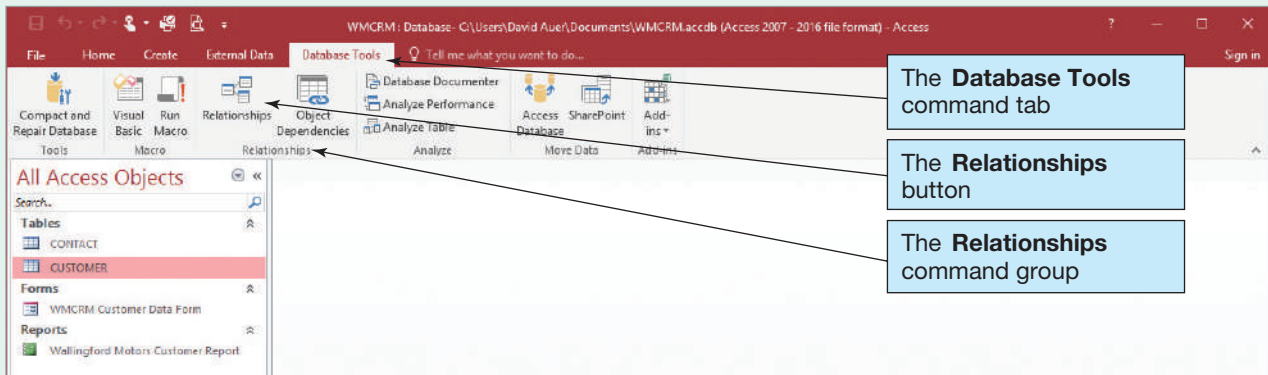 WMCRM : Database- C:\Users\David Auer\Documents\WMCRM.accdb (Access 2007 - 2016 file format) - Access
?
File Home Create External Data Database Tools Tell me what you want to do... Sign in
Compact and
Repair Database
Visual
Basic
Run
Macro
Relationships
Object
Dependencies
Database Documenter
Analyze Performance
Analyze Table
Access
Database
SharePoint
Add-
ins
Tools Macro Relationships Analyze Move Data Add-ins
All Access Objects
Search..
Tables
CONTACT
CUSTOMER
Forms
WMCRM Customer Data Form
Reports
Wallingford Motors Customer Report
The Database Tools
command tab
The Relationships
button
The Relationships
command group